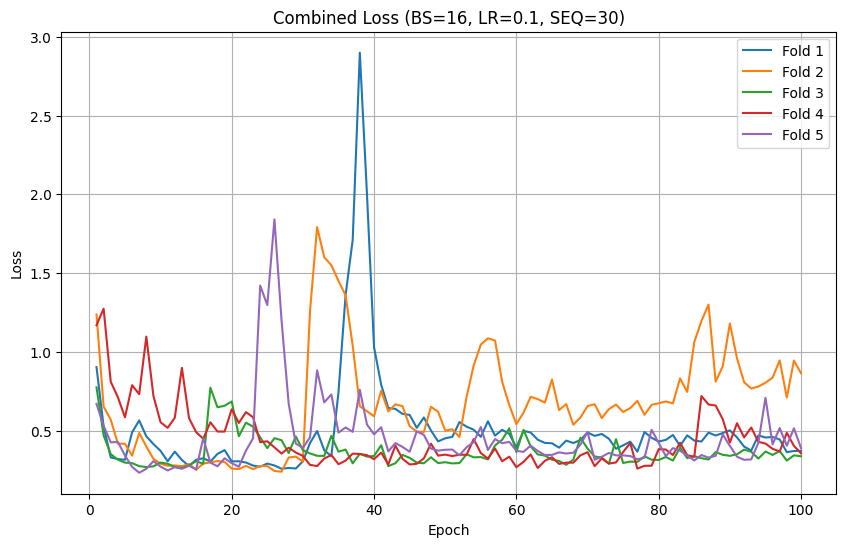 Combined Loss (BS=16, LR=0.1, SEQ=30)
Loss
3.0
2.5
2.0
1.5
1.0
0.5
Fold 1
Fold 2
Fold 3
Fold 4
Fold 5
0
20
40
60
80
100
Epoch